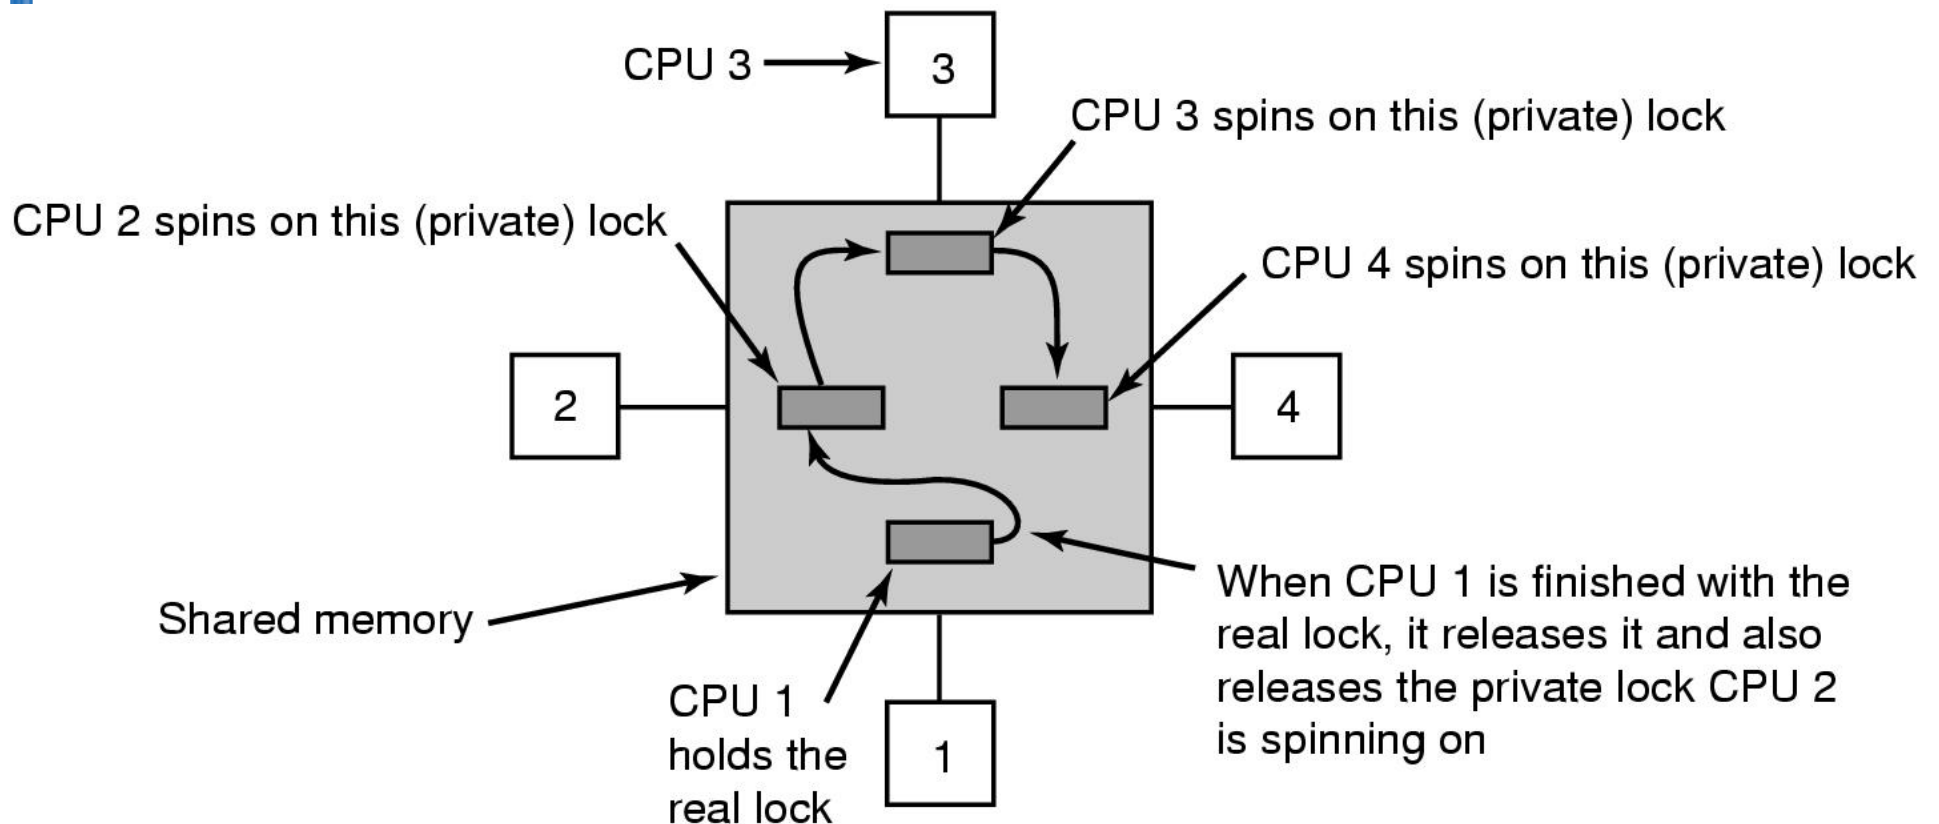 CPU 3
3
CPU 3 spins on this (private) lock
CPU 2 spins on this (private) lock
CPU 4 spins on this (private) lock
2
4
When CPU 1 is finished with the
real lock, it releases it and also
releases the private lock CPU 2
is spinning on
Shared memory
CPU 1
holds the
real lock
1